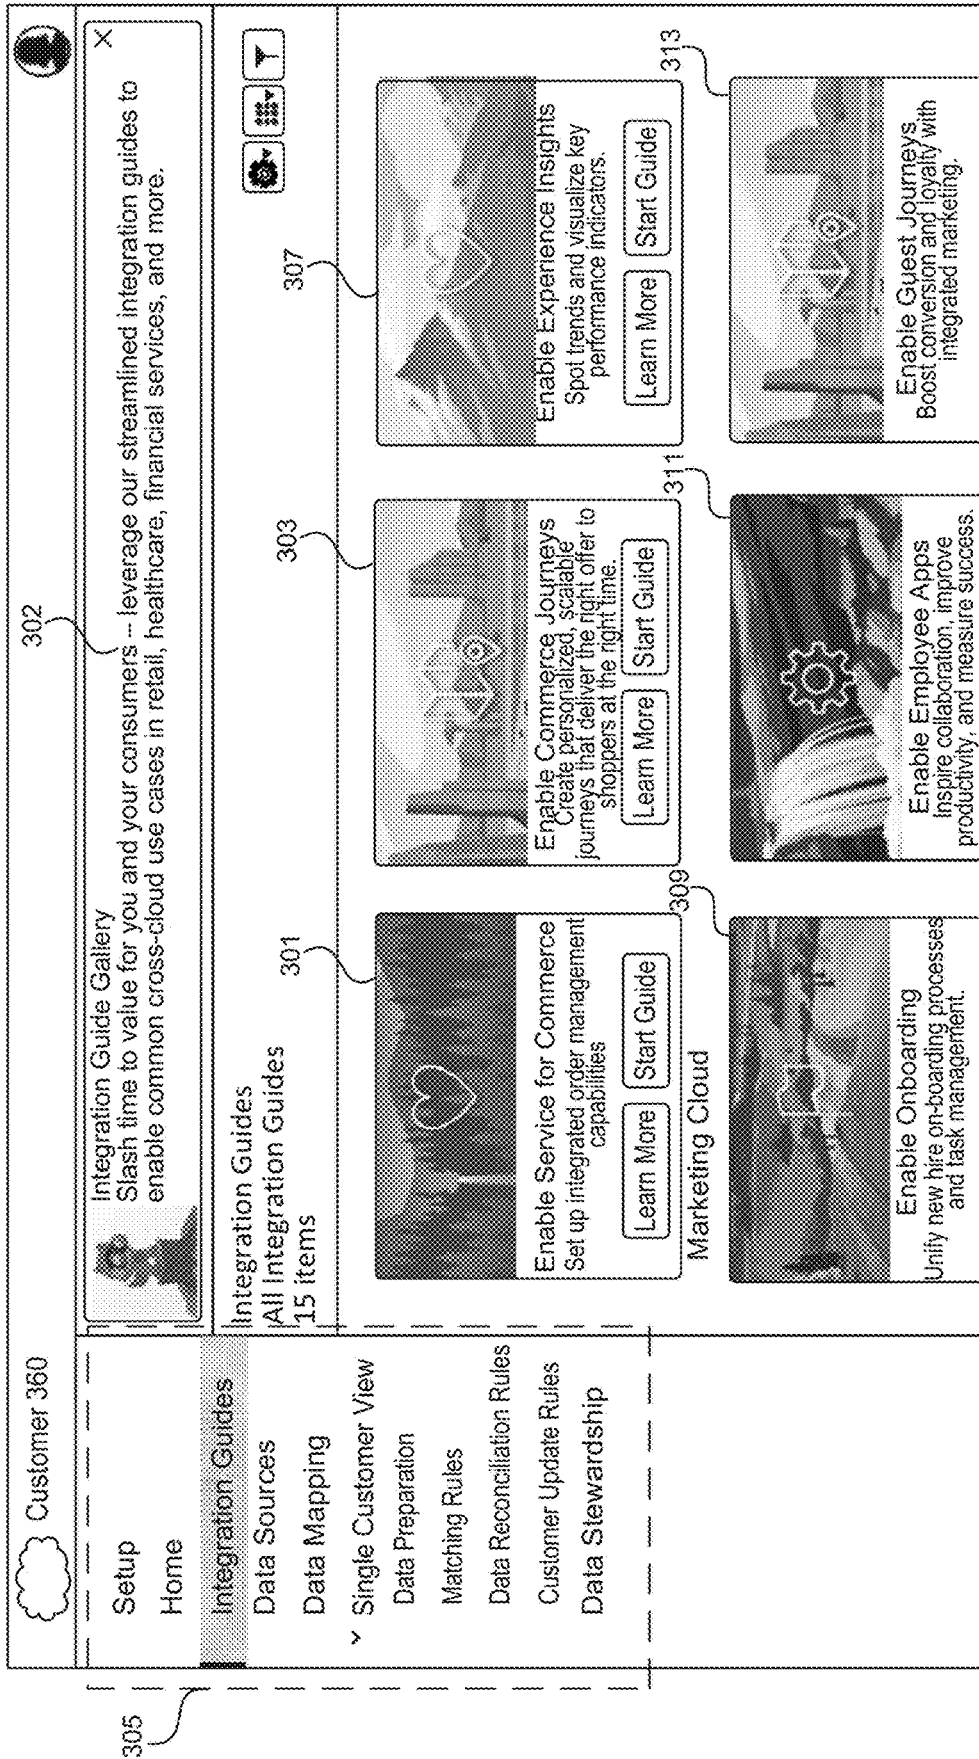 Customer 360
302
Integration Guide Gallery
Slash time to value for you and your consumers -- leverage our streamlined integration guides to
enable common cross-cloud use cases in retail, healthcare, financial services, and more.
X
305
Setup
Home
Integration Guides
Data Sources
Data Mapping
Single Customer View
Data Preparation
Matching Rules
Data Reconciliation Rules
Customer Update Rules
Data Stewardship
Integration Guides
All Integration Guides
15 items
301
Enable Service for Commerce
Set up integrated order management
capabilities
Learn More
Start Guide
303
Enable Commerce Journeys
Create personalized, scalable
journeys that deliver the right offer to
shoppers at the right time.
Learn More
Start Guide
307
Enable Experience Insights
Spot trends and visualize key
performance indicators.
Learn More
Start Guide
Marketing Cloud
309
Enable Onboarding
Unify new hire on-boarding processes
and task management.
311
Enable Employee Apps
Inspire collaboration, improve
productivity, and measure success.
313
Enable Guest Journeys
Boost conversion and loyalty with
integrated marketing.